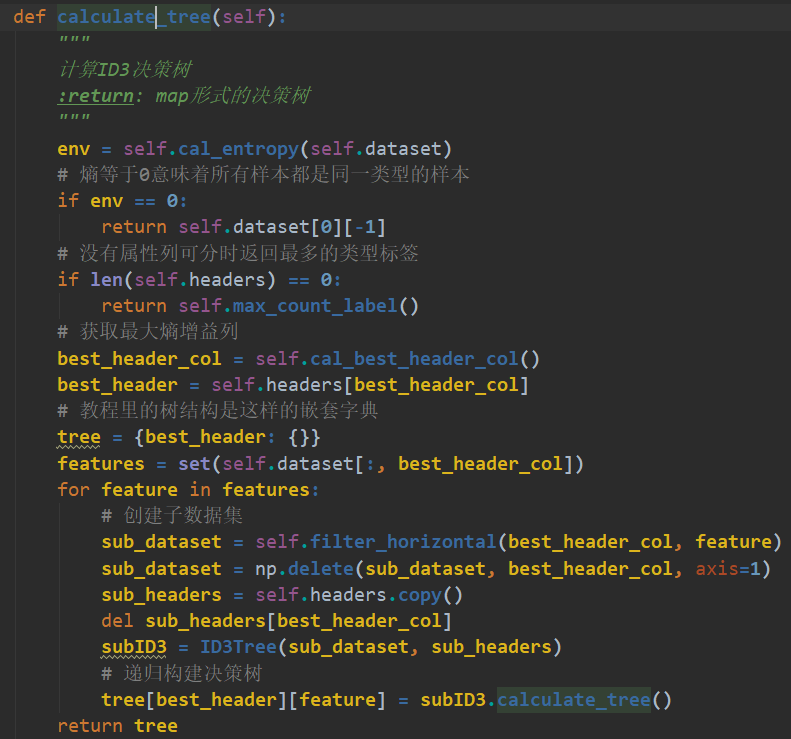 def calculate_tree(self):
    """
    计算ID3决策树
    :return: map形式的决策树
    """
    env = self.cal_entropy(self.dataset)
    # 熵等于0意味着所有样本都是同一类型的样本
    if env == 0:
        return self.dataset[0][-1]
    # 没有属性列可分时返回最多的类型标签
    if len(self.headers) == 0:
        return self.max_count_label()
    # 获取最大熵增益列
    best_header_col = self.cal_best_header_col()
    best_header = self.headers[best_header_col]
    # 教程里的树结构是这样的嵌套字典
    tree = {best_header: {}}
    features = set(self.dataset[:, best_header_col])
    for feature in features:
        # 创建子数据集
        sub_dataset = self.filter_horizontal(best_header_col, feature)
        sub_dataset = np.delete(sub_dataset, best_header_col, axis=1)
        sub_headers = self.headers.copy()
        del sub_headers[best_header_col]
        subID3 = ID3Tree(sub_dataset, sub_headers)
        # 递归构建决策树
        tree[best_header][feature] = subID3.calculate_tree()
    return tree